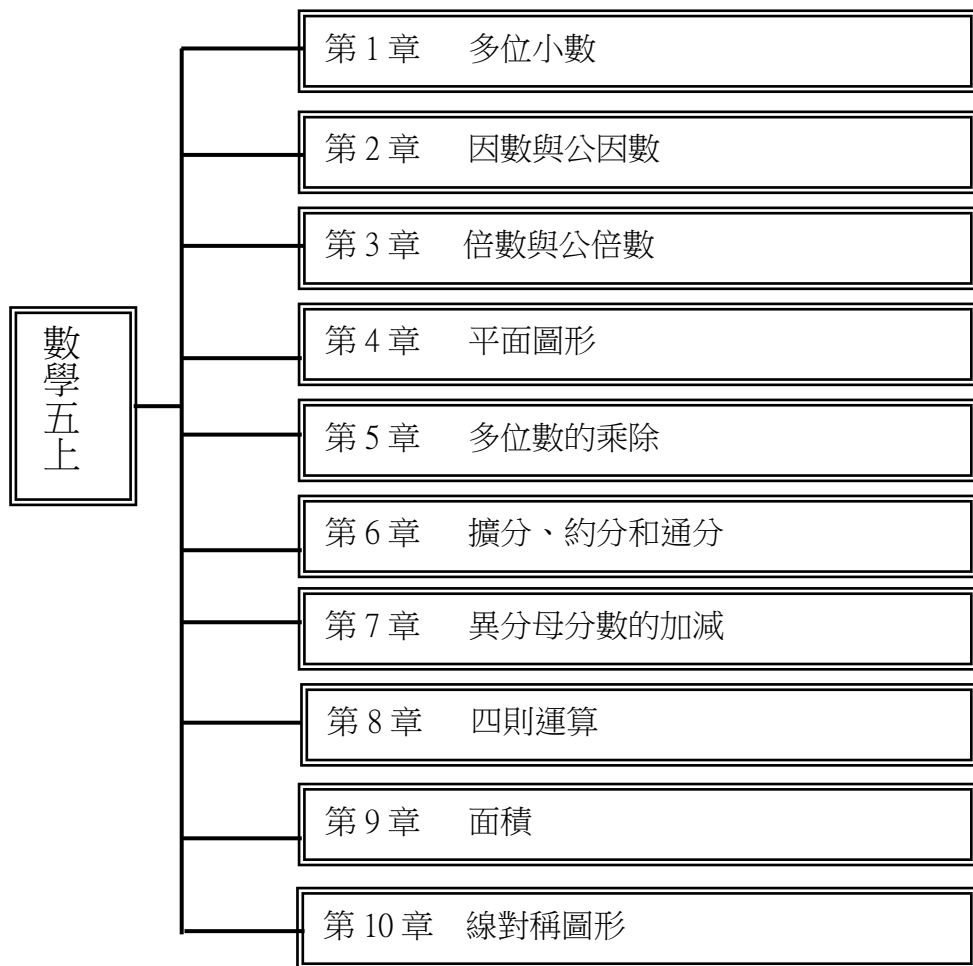 數學五上
第 1 章 多位小數
第 2 章 因數與公因數
第 3 章 倍數與公倍數
第 4 章 平面圖形
第 5 章 多位數的乘除
第 6 章 擴分、約分和通分
第 7 章 異分母分數的加減
第 8 章 四則運算
第 9 章 面積
第 10 章 線對稱圖形